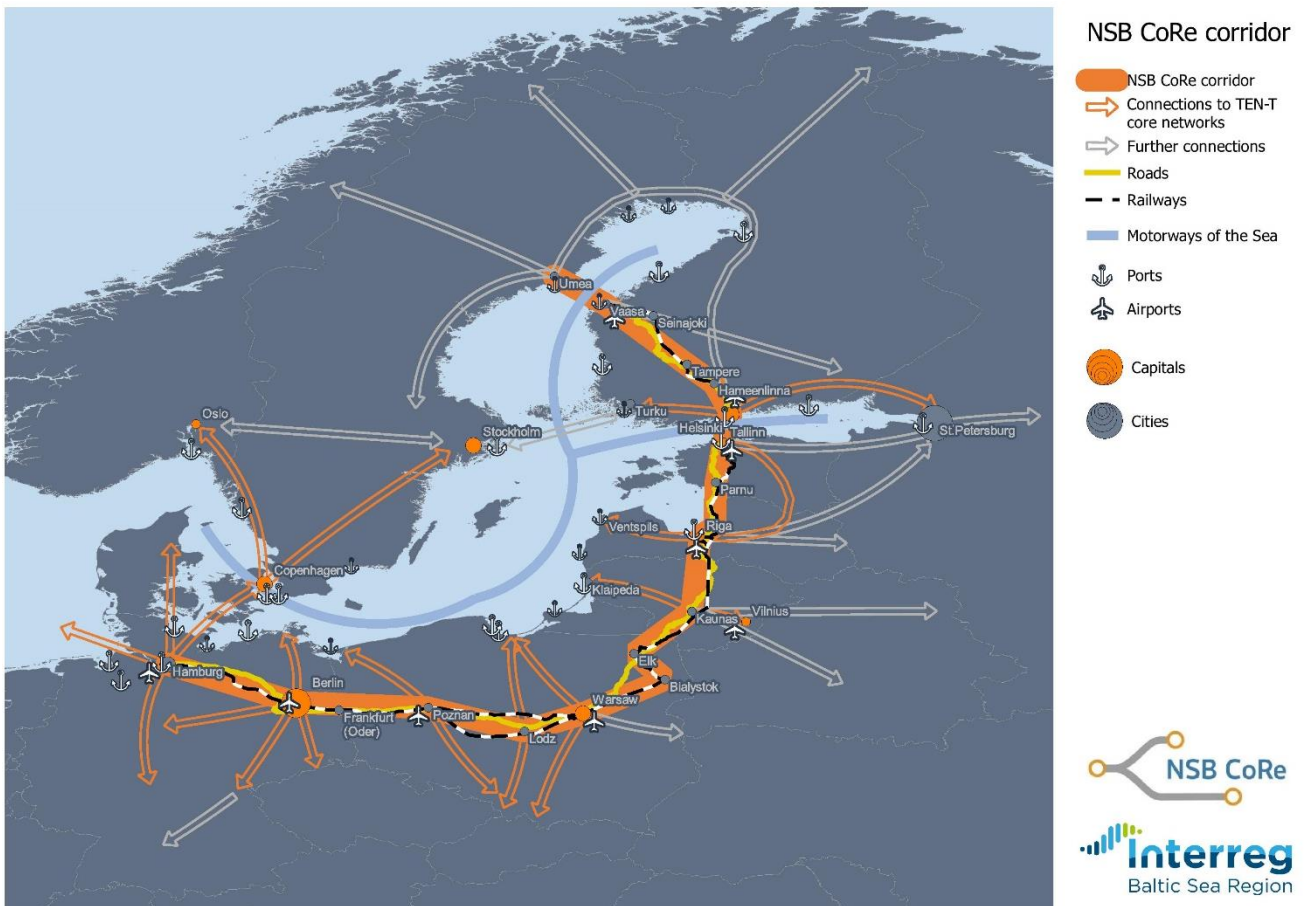 NSB CoRe corridor
NSB CoRe corridor
Connections to TEN-T
core networks
Further connections
Roads
Railways
Motorways of the Sea
Ports
Airports
Capitals
Cities
Umea
Vaasa
Seinajoki
Tampere
Hameenlinna
Oslo
Stockholm
Turku
Helsinki
Tallinn
St.Petersburg
Parnu
Ventspils
Riga
Copenhagen
Klaipeda
Kaunas
Vilnius
Elk
Hamburg
Berlin
Bialystok
Frankfurt
(Oder)
Poznan
Warsaw
Lodz
NSB CoRe
Interreg
Baltic Sea Region